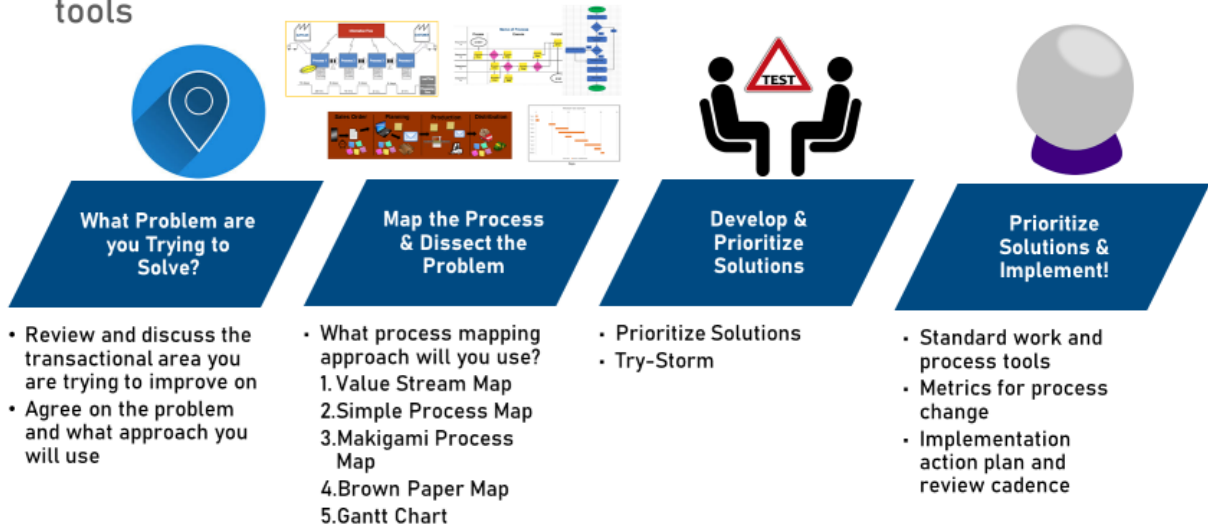 tools
TEST
Sales Order
Planning
Production
Distribution
What Problem are
you Trying to
Solve?
Map the Process
& Dissect the
Problem
Develop &
Prioritize
Solutions
Prioritize
Solutions &
Implement!
• Review and discuss the
transactional area you
are trying to improve on
• Agree on the problem
and what approach you
will use
▪ What process mapping
approach will you use?
1. Value Stream Map
2.Simple Process Map
3.Makigami Process
Map
4.Brown Paper Map
5.Gantt Chart
▪ Prioritize Solutions
▪ Try-Storm
▪ Standard work and
process tools
▪ Metrics for process
change
▪ Implementation
action plan and
review cadence